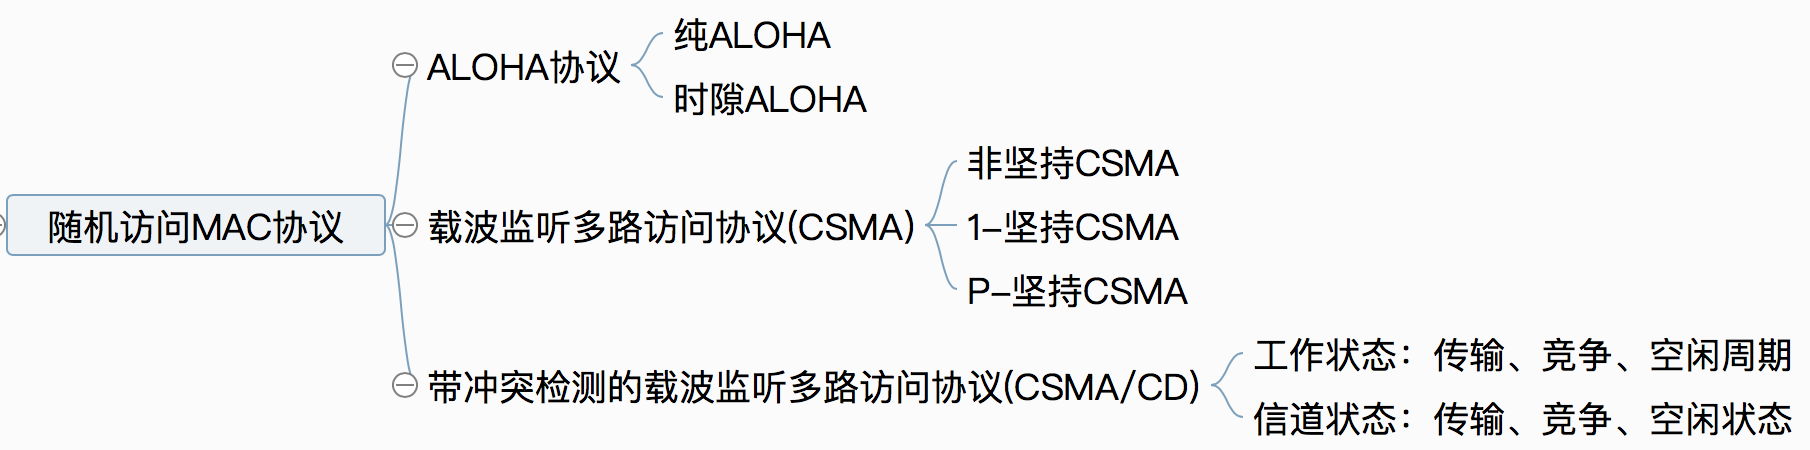 随机访问MAC协议
ALOHA协议
纯ALOHA
时隙ALOHA
载波监听多路访问协议(CSMA)
非坚持CSMA
1-坚持CSMA
P-坚持CSMA
带冲突检测的载波监听多路访问协议(CSMA/CD)
工作状态：传输、竞争、空闲周期
信道状态：传输、竞争、空闲状态